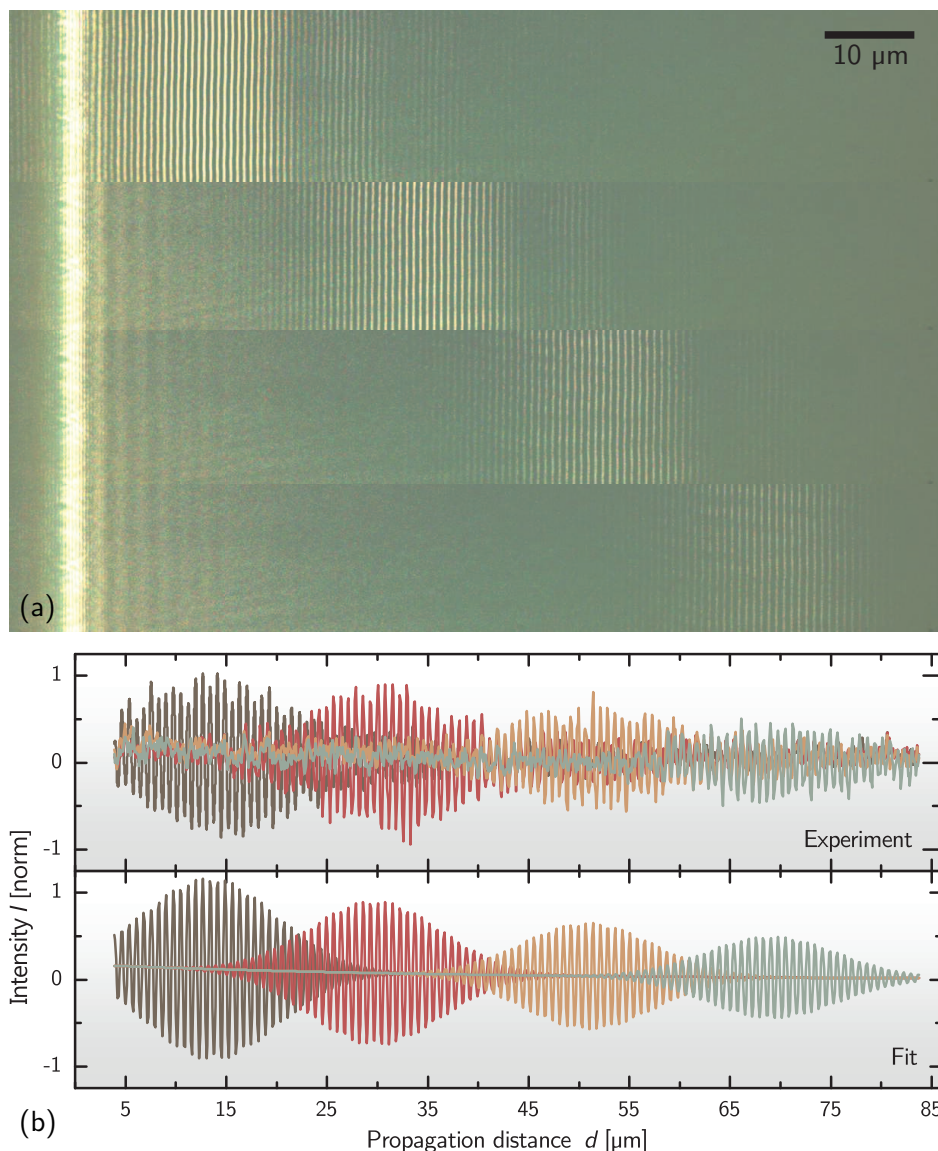 10 µm
(a)
1
0
-1
Experiment
1
0
-1
Fit
Intensity I [norm]
5 15 25 35 45 55 65 75 85
(b)
Propagation distance d [µm]